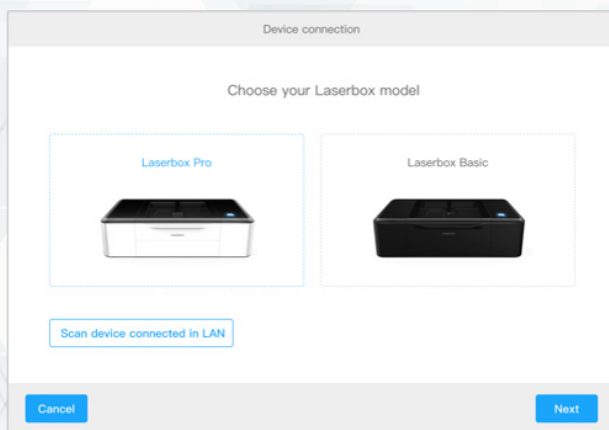 Device connection
Choose your Laserbox model
Laserbox Pro
Laserbox Basic
Scan device connected in LAN
Cancel
Next